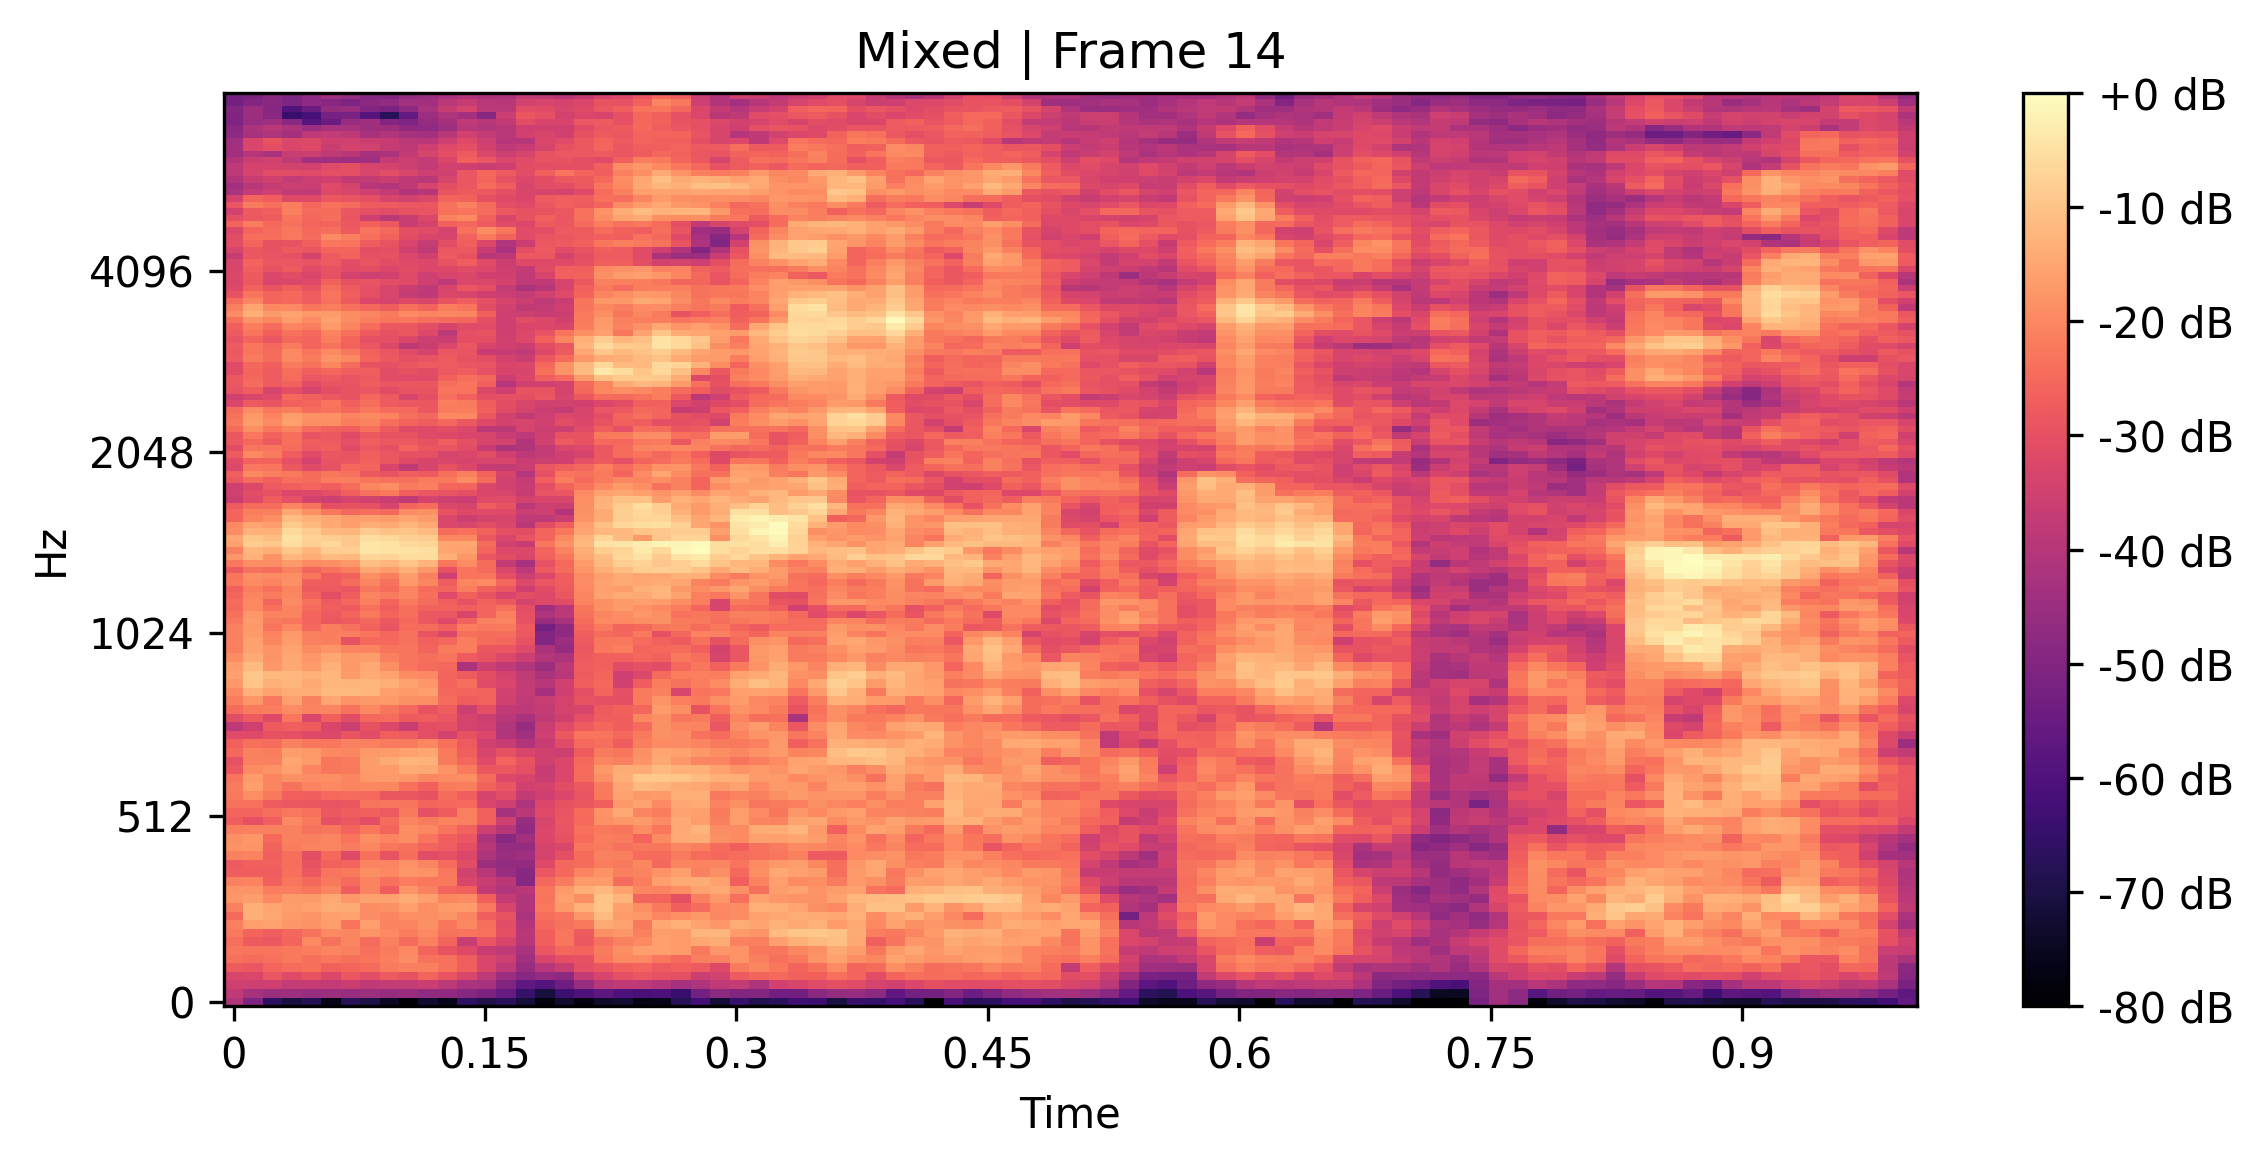 Mixed | Frame 14
Hz
4096
2048
1024
512
0
0 0.15 0.3 0.45 0.6 0.75 0.9
Time
+0 dB
-10 dB
-20 dB
-30 dB
-40 dB
-50 dB
-60 dB
-70 dB
-80 dB